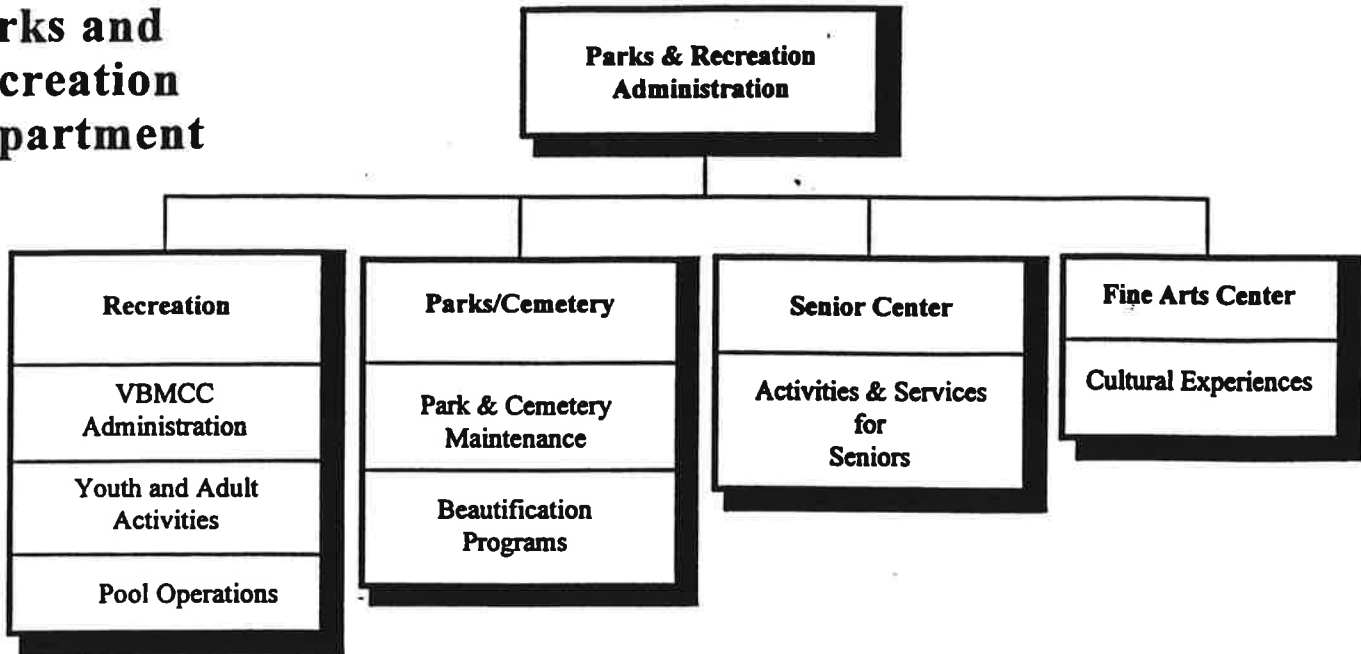 rks and
creation
partment
Parks & Recreation
Administration
Recreation
VBMCC
Administration
Youth and Adult
Activities
Pool Operations
Parks/Cemetery
Park & Cemetery
Maintenance
Beautification
Programs
Senior Center
Activities & Services
for
Seniors
Fine Arts Center
Cultural Experiences